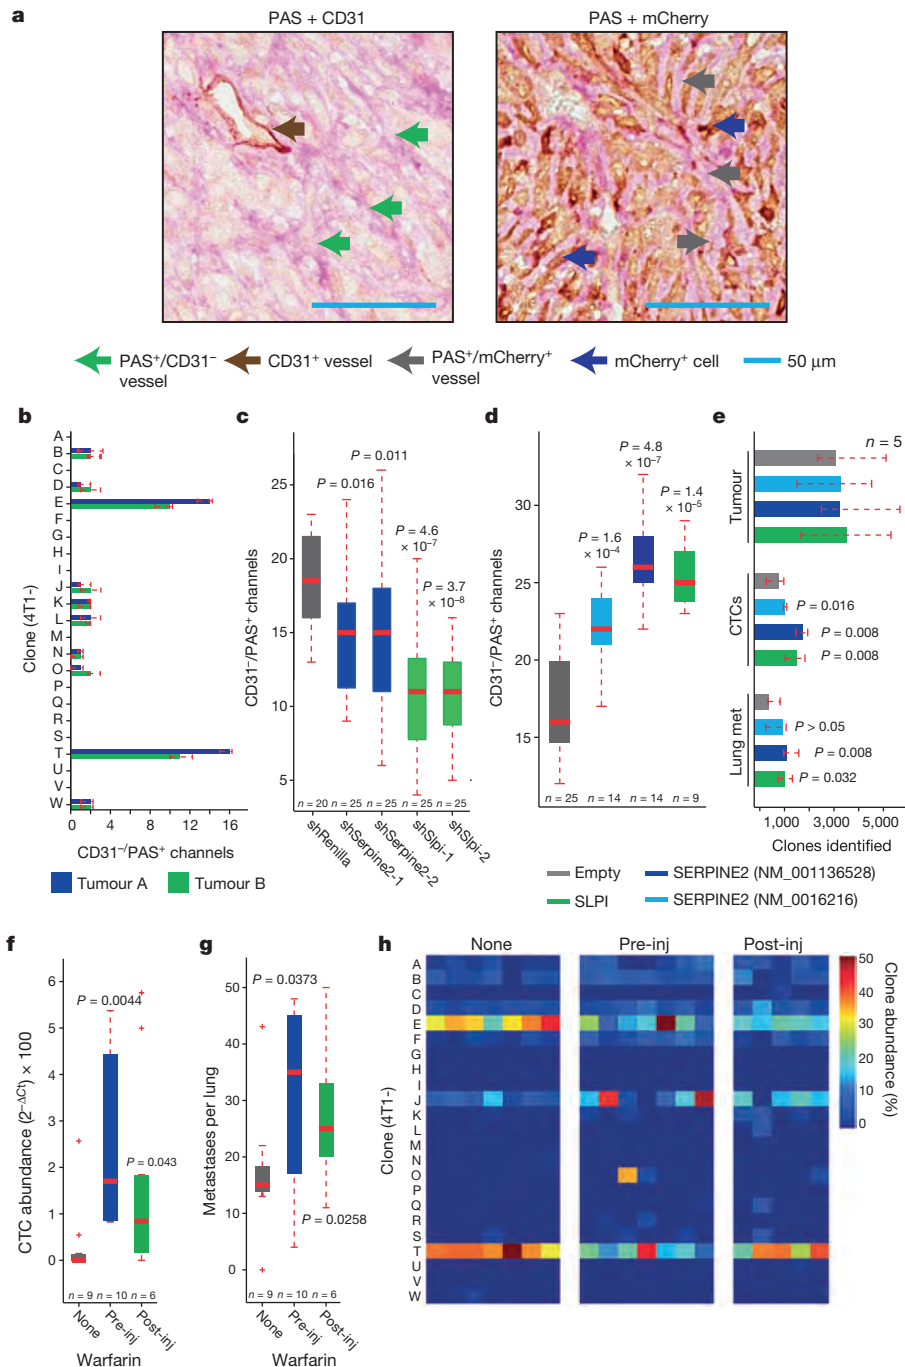 a
PAS + CD31
PAS + mCherry
PAS+/CD31− vessel
CD31+ vessel
PAS+/mCherry+ vessel
mCherry+ cell
50 μm
b
Clone (4T1-)
A
B
C
D
E
F
G
H
I
J
K
L
M
N
O
P
Q
R
S
T
U
V
W
0 4 8 12 16
CD31−/PAS+ channels
Tumour A
Tumour B
c
CD31−/PAS+ channels
25
20
15
10
5
P = 0.016
P = 0.011
P = 4.6 × 10−7
P = 3.7 × 10−8
n = 20 n = 25 n = 25 n = 25 n = 25
shRenilla
shSerpine2-1
shSerpine2-2
shSlpi-1
shSlpi-2
d
CD31−/PAS+ channels
30
25
20
15
P = 1.6 × 10−4
P = 4.8 × 10−7
P = 1.4 × 10−5
n = 25 n = 14 n = 14 n = 9
e
n = 5
Tumour
CTCs
P = 0.016
P = 0.008
P = 0.008
Lung met
P > 0.05
P = 0.008
P = 0.032
1,000 3,000 5,000
Clones identified
Empty
SLPI
SERPINE2 (NM_001136528)
SERPINE2 (NM_0016216)
f
CTC abundance (2−ΔCt) × 100
6
5
4
3
2
1
0
P = 0.0044
P = 0.043
n = 9 n = 10 n = 6
None
Pre-inj
Post-inj
Warfarin
g
Metastases per lung
50
40
30
20
10
0
P = 0.0373
P = 0.0258
n = 9 n = 10 n = 6
None
Pre-inj
Post-inj
Warfarin
h
None
Pre-inj
Post-inj
Clone (4T1-)
A
B
C
D
E
F
G
H
I
J
K
L
M
N
O
P
Q
R
S
T
U
V
W
50
40
30
20
10
0
Clone abundance (%)